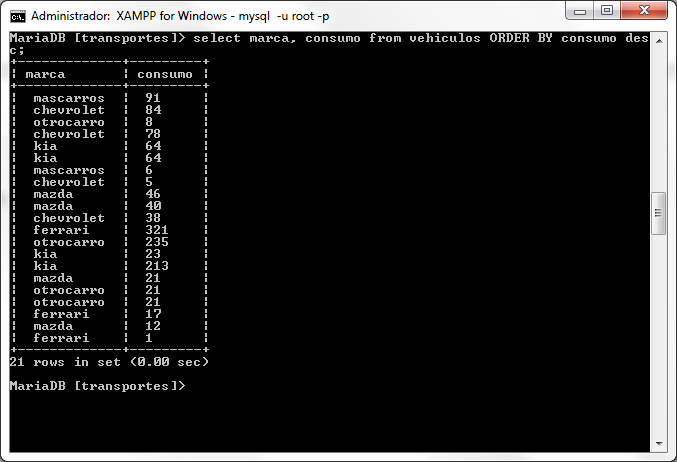 Administrador: XAMPP for Windows - mysql -u root -p
MariaDB [transportes]> select marca, consumo from vehiculos ORDER BY consumo des
c;
+--------------+----------+
¦ marca        ¦ consumo  ¦
+--------------+----------+
¦  mascarros   ¦  91      ¦
¦  chevrolet   ¦  84      ¦
¦  otrocarro   ¦  8       ¦
¦  chevrolet   ¦  78      ¦
¦  kia         ¦  64      ¦
¦  kia         ¦  64      ¦
¦  mascarros   ¦  6       ¦
¦  chevrolet   ¦  5       ¦
¦  mazda       ¦  46      ¦
¦  mazda       ¦  40      ¦
¦  chevrolet   ¦  38      ¦
¦  ferrari     ¦  321     ¦
¦  otrocarro   ¦  235     ¦
¦  kia         ¦  23      ¦
¦  kia         ¦  213     ¦
¦  mazda       ¦  21      ¦
¦  otrocarro   ¦  21      ¦
¦  otrocarro   ¦  21      ¦
¦  ferrari     ¦  17      ¦
¦  mazda       ¦  12      ¦
¦  ferrari     ¦  1       ¦
+--------------+----------+
21 rows in set (0.00 sec)
MariaDB [transportes]>